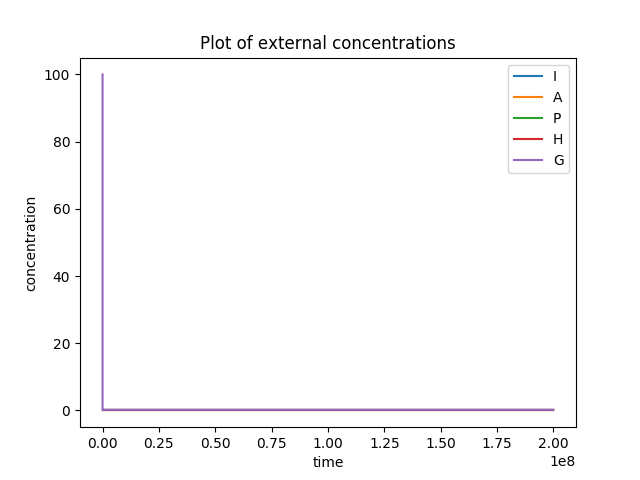 Plot of external concentrations
I
A
P
H
G
concentration
100
80
60
40
20
0
0.00 0.25 0.50 0.75 1.00 1.25 1.50 1.75 2.00
1e8
time